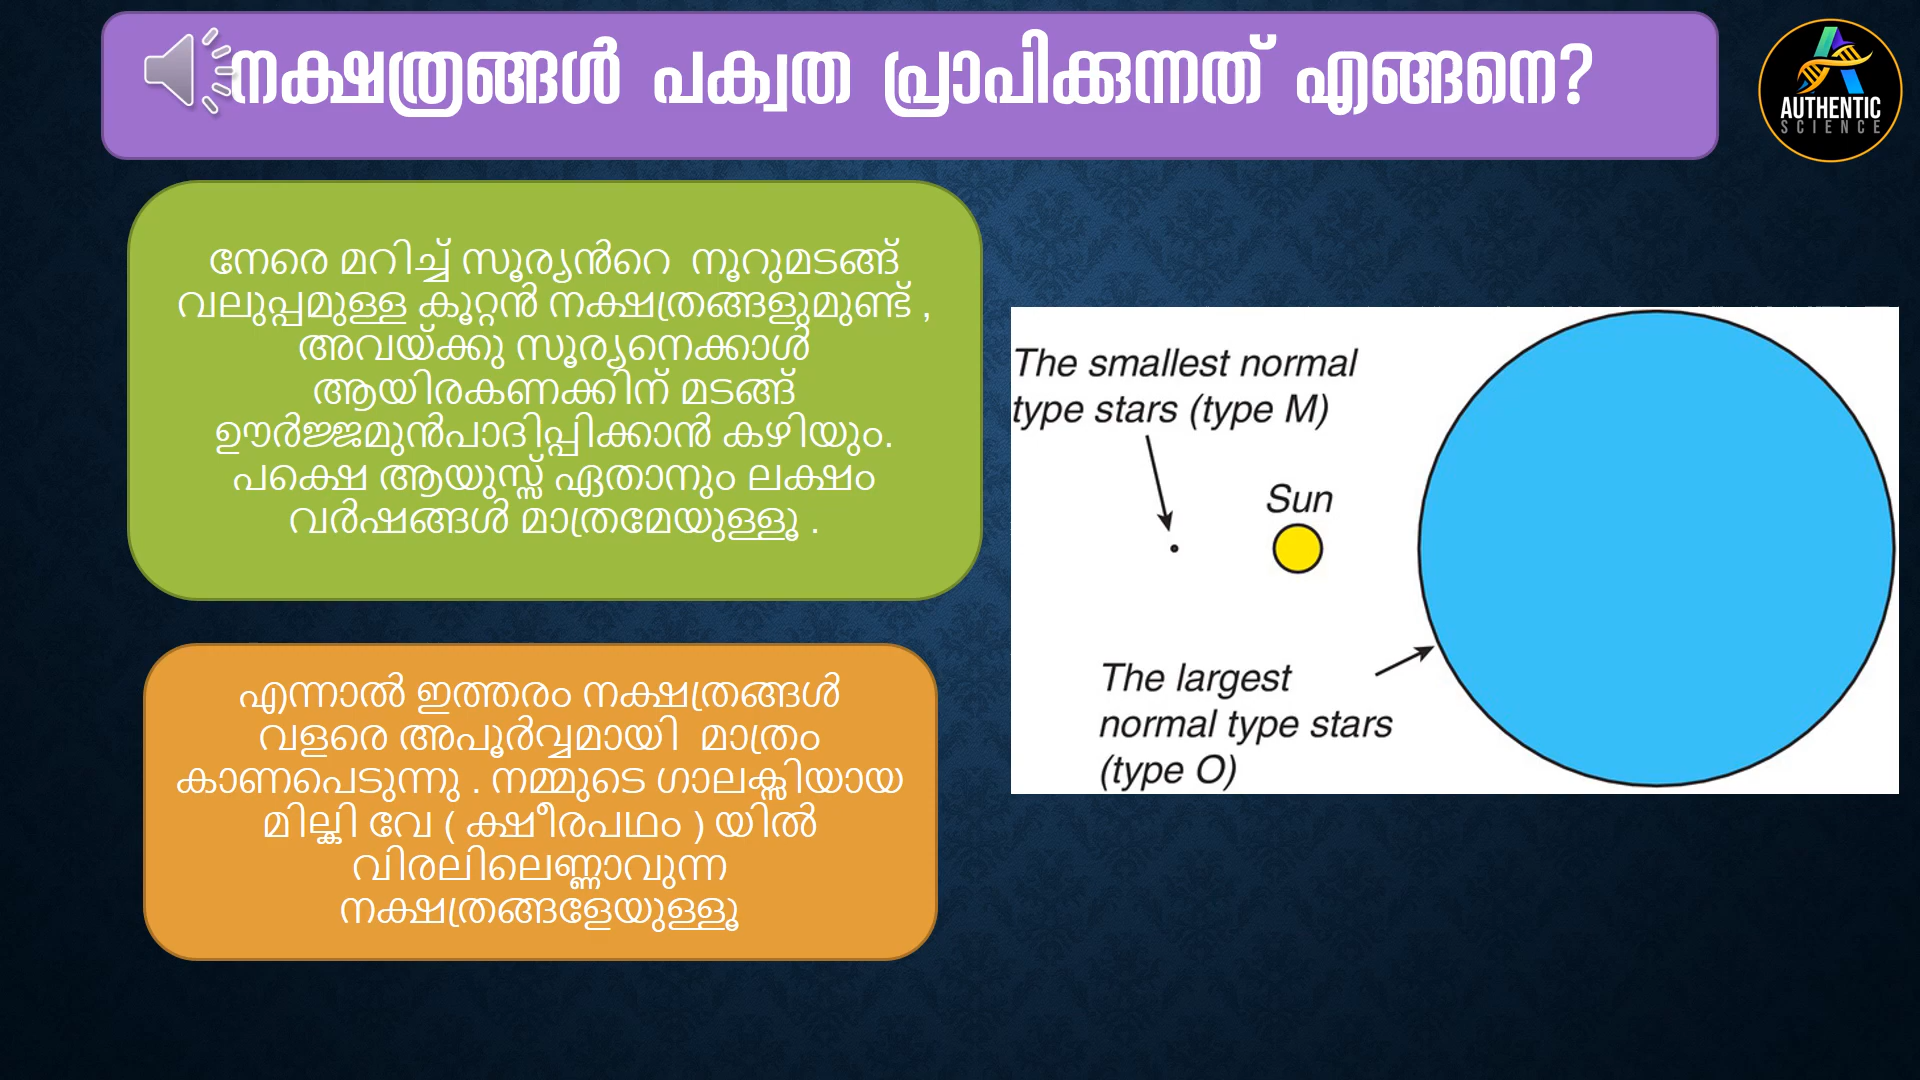 നക്ഷത്രങ്ങൾ പക്വത പ്രാപിക്കുന്നത് എങ്ങനെ?
AUTHENTIC
SCIENCE
നേരെ മറിച്ച് സൂര്യൻറെ നൂറുമടങ്ങ്
വലുപ്പമുള്ള കൂറ്റൻ നക്ഷത്രങ്ങളുമുണ്ട് ,
അവയ്ക്കു സൂര്യനെക്കാൾ
ആയിരകണക്കിന് മടങ്ങ്
ഊർജ്ജമുൻപാദിപ്പിക്കാൻ കഴിയും.
പക്ഷെ ആയുസ്സ് ഏതാനും ലക്ഷം
വർഷങ്ങൾ മാത്രമേയുള്ളൂ .
എന്നാൽ ഇത്തരം നക്ഷത്രങ്ങൾ
വളരെ അപൂർവ്വമായി മാത്രം
കാണപെടുന്നു . നമ്മുടെ ഗാലക്സിയായ
മില്കി വേ ( ക്ഷീരപഥം ) യിൽ
വിരലിലെണ്ണാവുന്ന
നക്ഷത്രങ്ങളേയുള്ളൂ
The smallest normal
type stars (type M)
Sun
The largest
normal type stars
(type O)